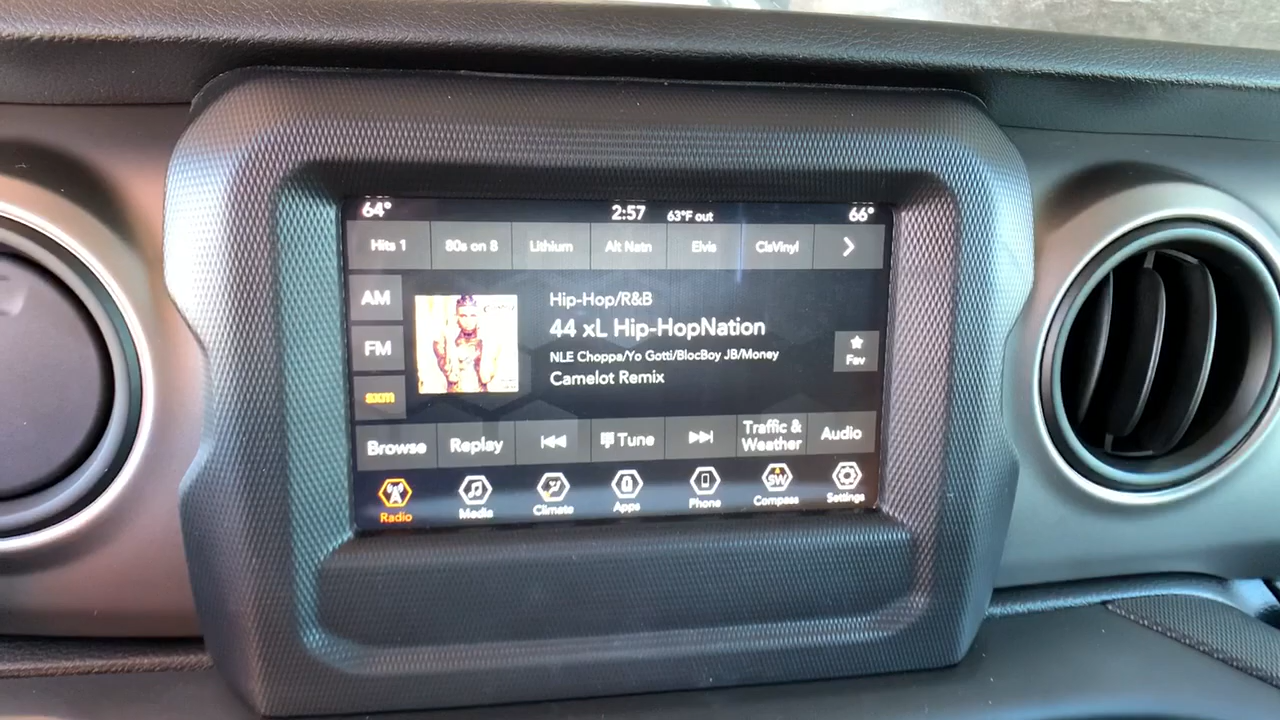 64° 2:57 63°F out 66°
Hits 1 80s on 8 Lithium Alt Natn Elvis ClsVinyl
AM
FM
sxm
Hip-Hop/R&B
44 xL Hip-HopNation
NLE Choppa/Yo Gotti/BlocBoy JB/Money
Camelot Remix
Fav
Browse Replay Tune Traffic & Weather Audio
Radio Media Climate Apps Phone SW Compass Settings